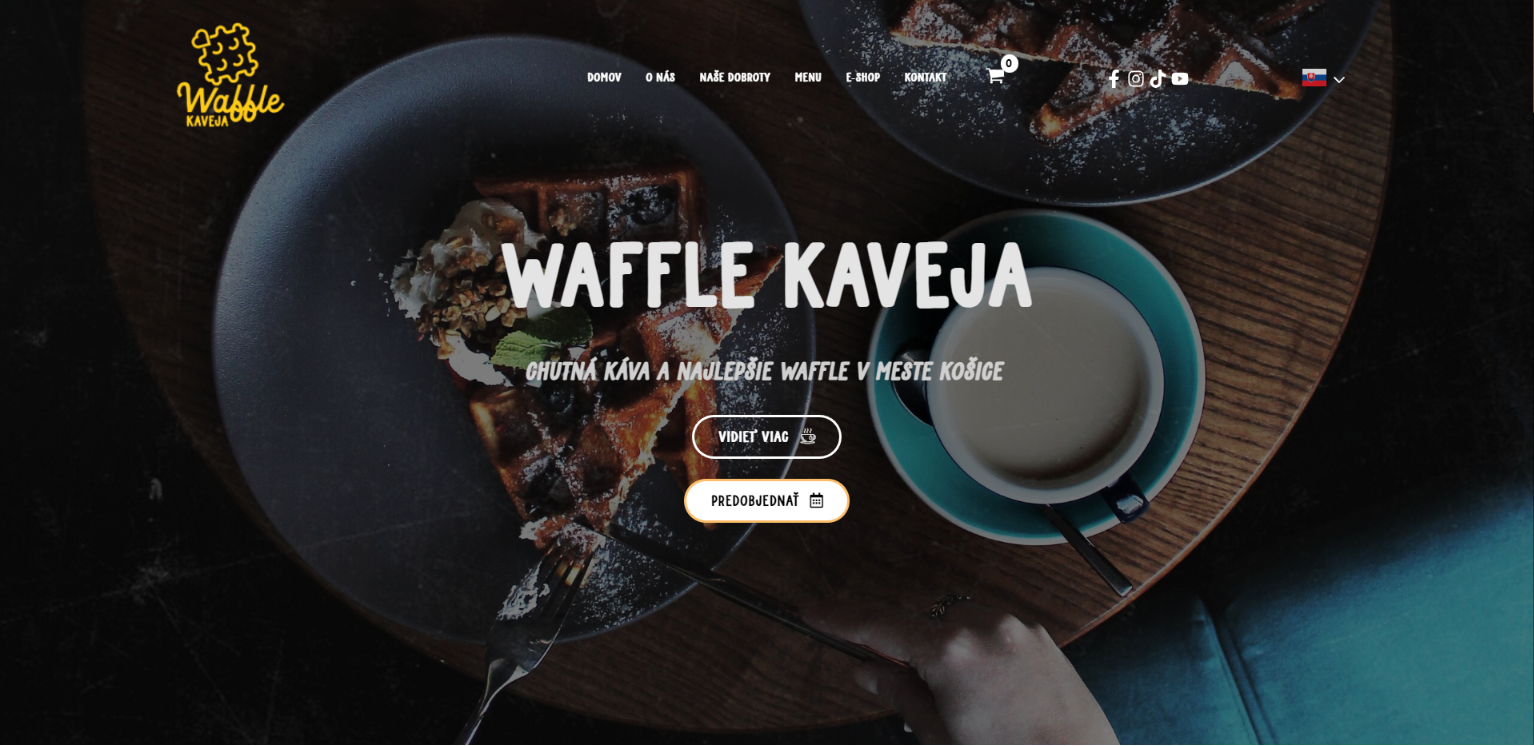 Waffle
KAVEJA
DOMOV O NÁS NAŠE DOBROTY MENU E-SHOP KONTAKT 0
WAFFLE KAVEJA
CHUTNÁ KÁVA A NAJLEPŠIE WAFFLE V MESTE KOŠICE
VIDIEŤ VIAC
PREDOBJEDNAŤ